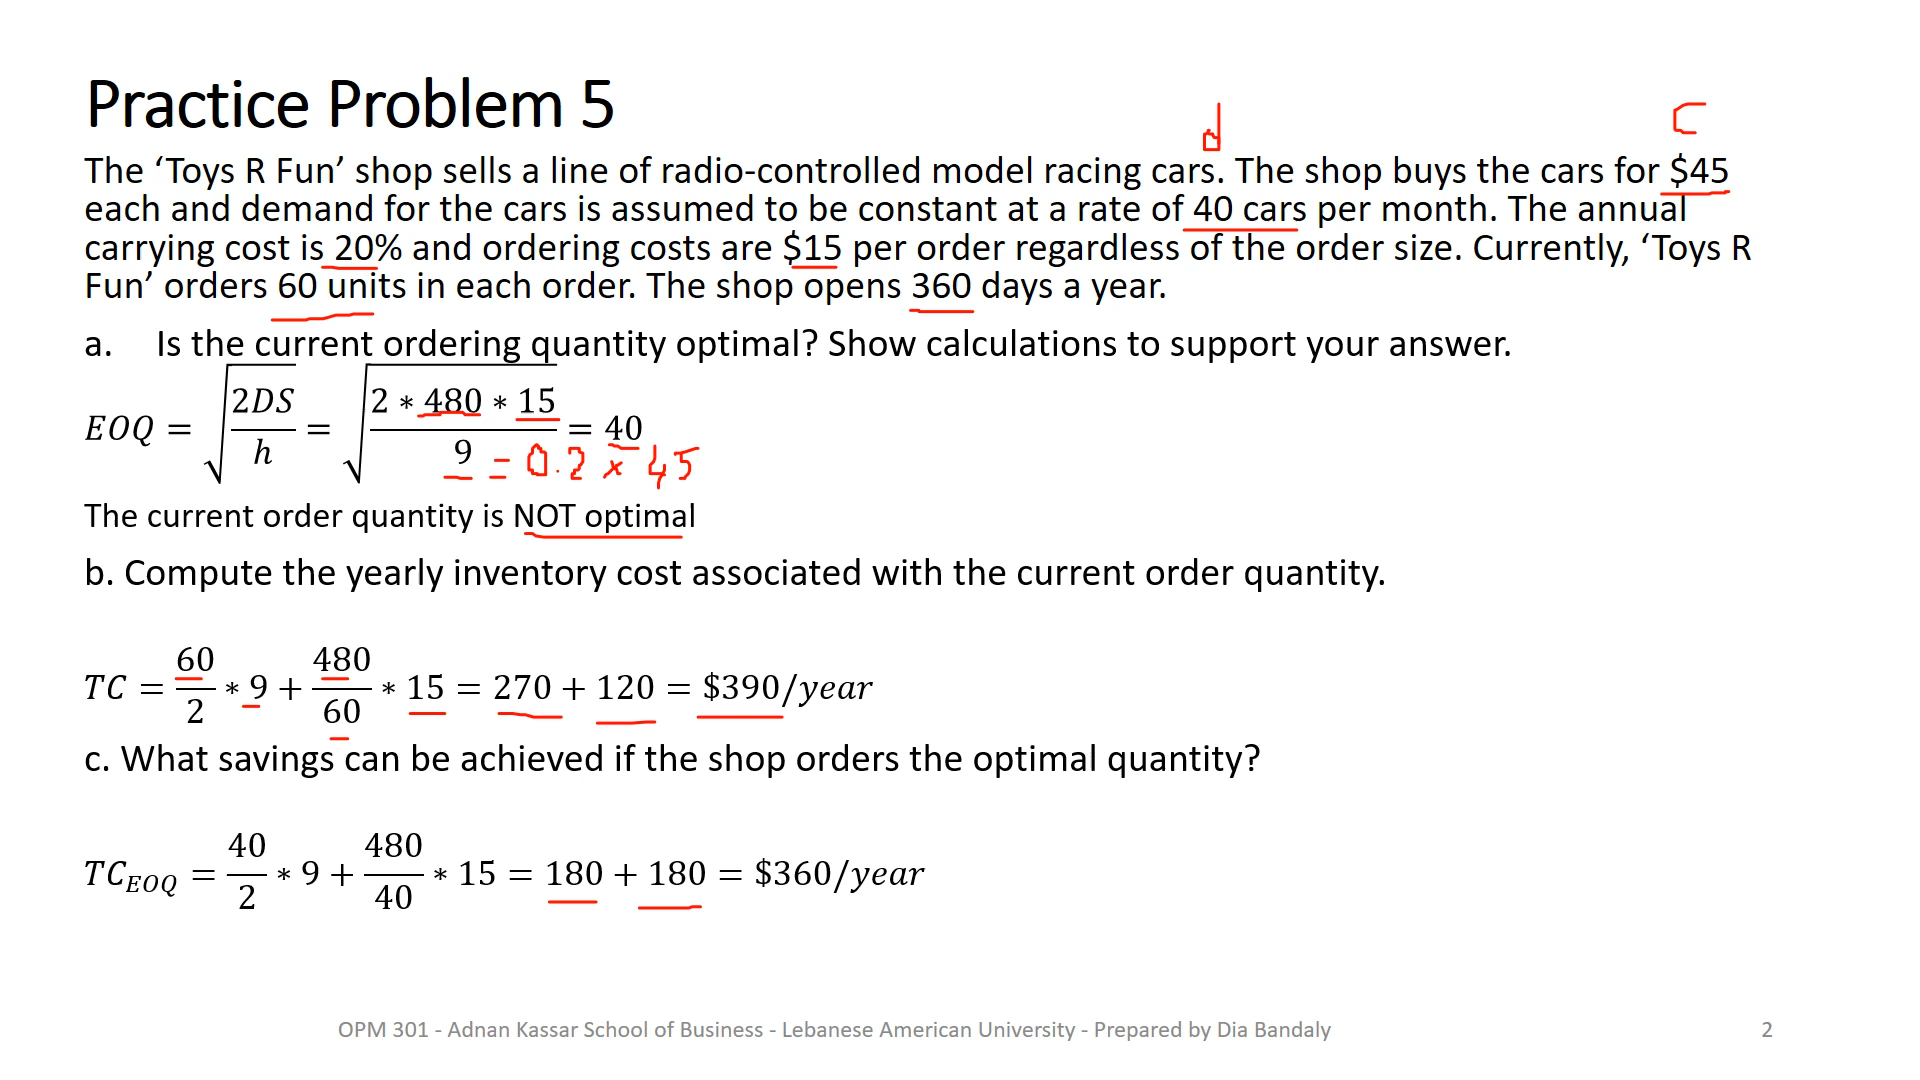 Practice Problem 5
d
C
The ‘Toys R Fun’ shop sells a line of radio-controlled model racing cars. The shop buys the cars for $45
each and demand for the cars is assumed to be constant at a rate of 40 cars per month. The annual
carrying cost is 20% and ordering costs are $15 per order regardless of the order size. Currently, ‘Toys R
Fun’ orders 60 units in each order. The shop opens 360 days a year.
a. Is the current ordering quantity optimal? Show calculations to support your answer.
EOQ = √(2DS/h) = √((2 * 480 * 15)/9) = 40
= 0.2 × 45
The current order quantity is NOT optimal
b. Compute the yearly inventory cost associated with the current order quantity.
TC = 60/2 * 9 + 480/60 * 15 = 270 + 120 = $390/year
c. What savings can be achieved if the shop orders the optimal quantity?
TC_EOQ = 40/2 * 9 + 480/40 * 15 = 180 + 180 = $360/year
OPM 301 - Adnan Kassar School of Business - Lebanese American University - Prepared by Dia Bandaly
2